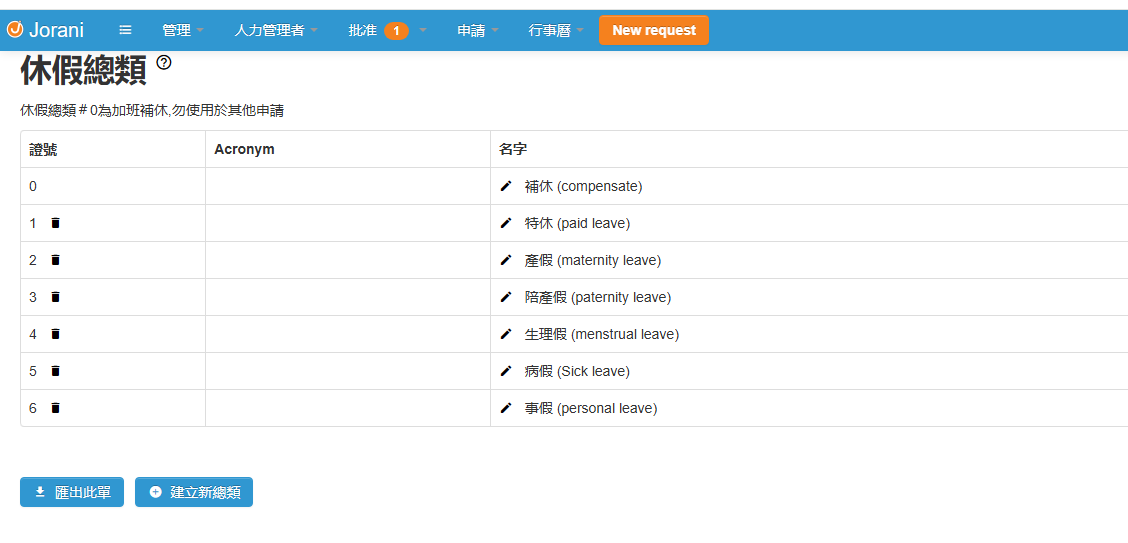 Jorani 管理 人力管理者 批准 1 申請 行事曆 New request
休假總類
休假總類 # 0為加班補休,勿使用於其他申請
證號 Acronym 名字
0 補休 (compensate)
1 特休 (paid leave)
2 產假 (maternity leave)
3 陪產假 (paternity leave)
4 生理假 (menstrual leave)
5 病假 (Sick leave)
6 事假 (personal leave)
匯出此單 建立新總類